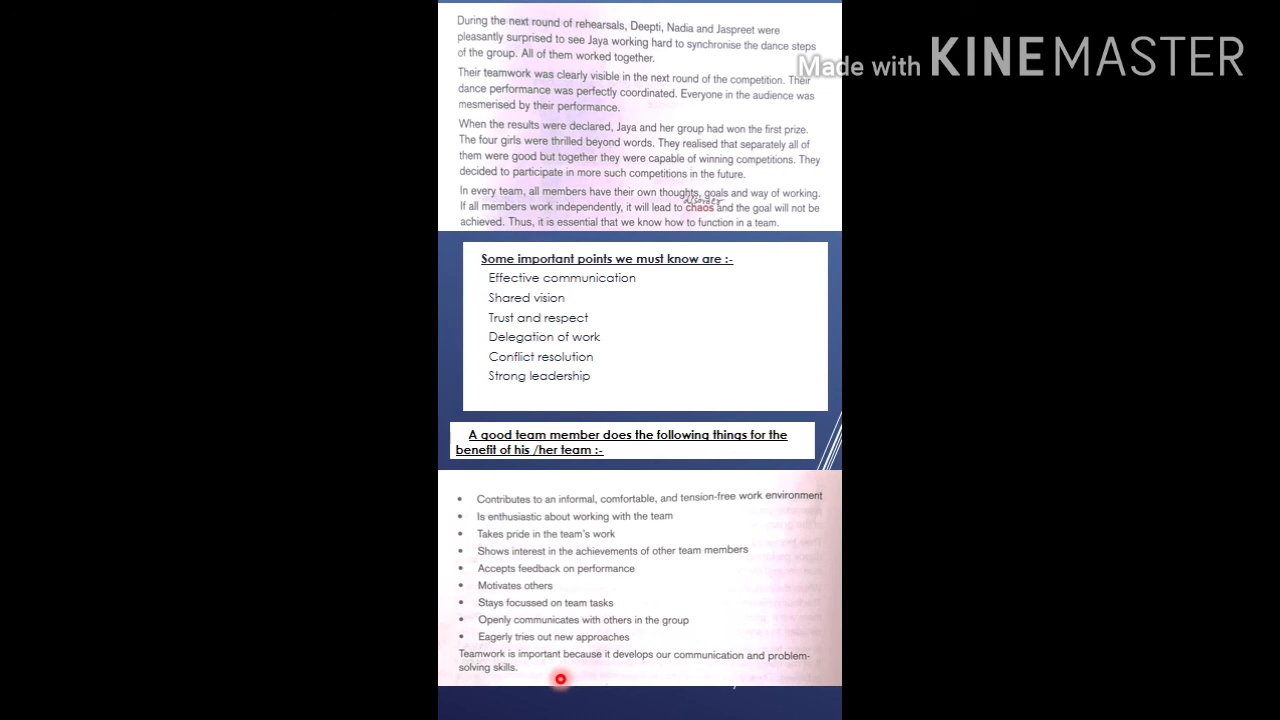 Made with KINEMASTER
During the next round of rehearsals, Deepti, Nadia and Jaspreet were
pleasantly surprised to see Jaya working hard to synchronise the dance steps
of the group. All of them worked together.
Their teamwork was clearly visible in the next round of the competition. Their
dance performance was perfectly coordinated. Everyone in the audience was
mesmerised by their performance.
When the results were declared, Jaya and her group had won the first prize.
The four girls were thrilled beyond words. They realised that separately all of
them were good but together they were capable of winning competitions. They
decided to participate in more such competitions in the future.
In every team, all members have their own thoughts, goals and way of working.
disorder
If all members work independently, it will lead to chaos and the goal will not be
achieved. Thus, it is essential that we know how to function in a team.
Some important points we must know are :-
Effective communication
Shared vision
Trust and respect
Delegation of work
Conflict resolution
Strong leadership
A good team member does the following things for the
benefit of his /her team :-
• Contributes to an informal, comfortable, and tension-free work environment
• Is enthusiastic about working with the team
• Takes pride in the team's work
• Shows interest in the achievements of other team members
• Accepts feedback on performance
• Motivates others
• Stays focussed on team tasks
• Openly communicates with others in the group
• Eagerly tries out new approaches
Teamwork is important because it develops our communication and problem-
solving skills.